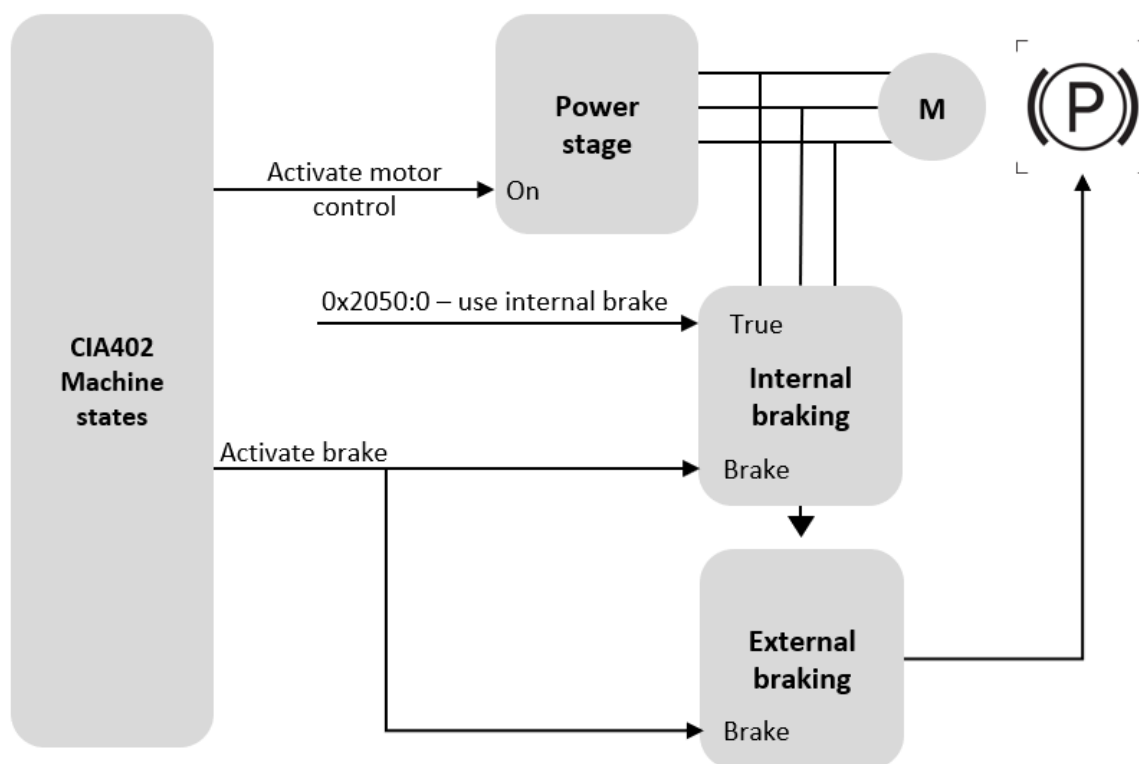 Power
stage
M
P
Activate motor
control
On
0x2050:0 – use internal brake
True
CIA402
Machine
states
Internal
braking
Activate brake
Brake
External
braking
Brake